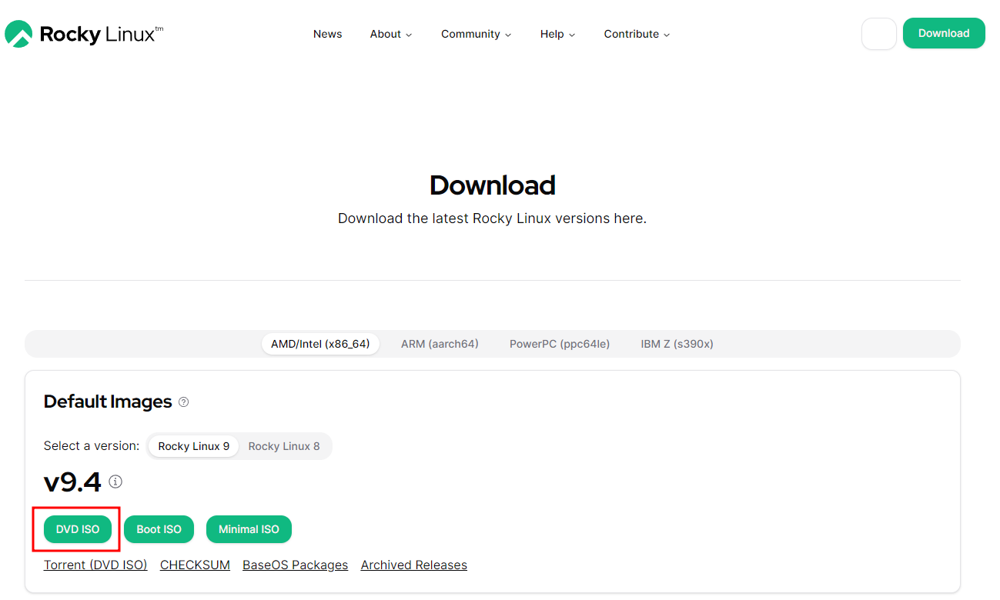 Rocky Linux™ News About Community Help Contribute Download
Download
Download the latest Rocky Linux versions here.
AMD/Intel (x86_64) ARM (aarch64) PowerPC (ppc64le) IBM Z (s390x)
Default Images
Select a version: Rocky Linux 9 Rocky Linux 8
v9.4
DVD ISO Boot ISO Minimal ISO
Torrent (DVD ISO) CHECKSUM BaseOS Packages Archived Releases